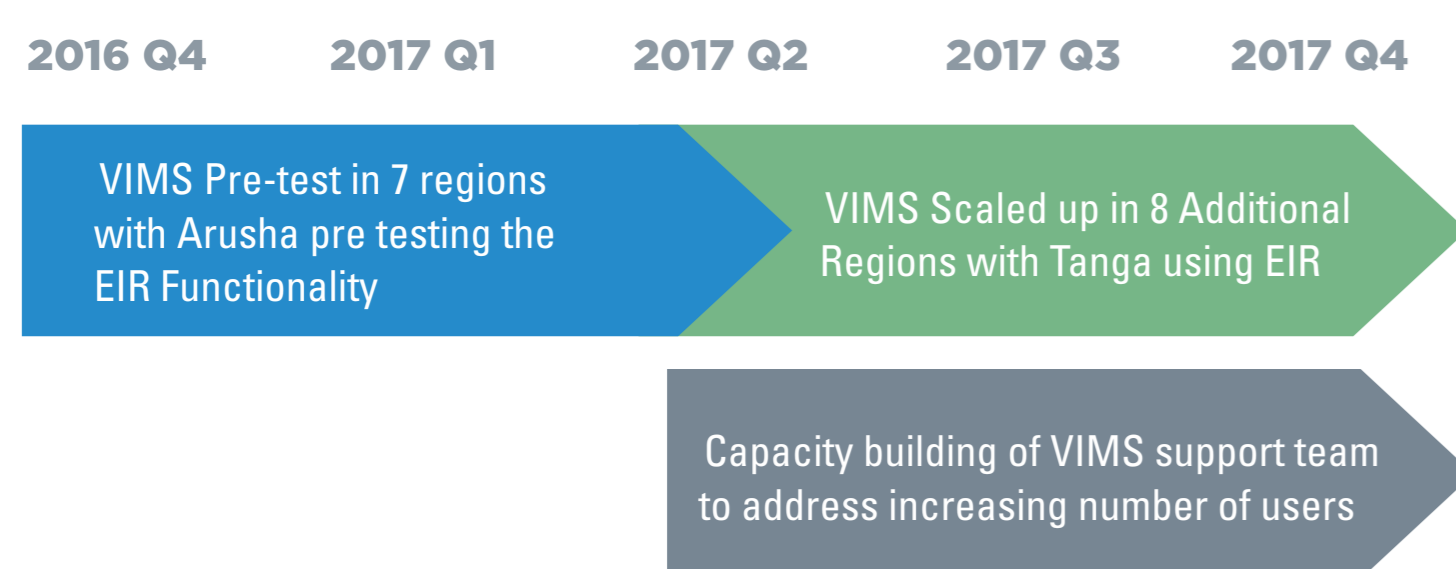 2016 Q4 2017 Q1 2017 Q2 2017 Q3 2017 Q4
VIMS Pre-test in 7 regions
with Arusha pre testing the
EIR Functionality
VIMS Scaled up in 8 Additional
Regions with Tanga using EIR
Capacity building of VIMS support team
to address increasing number of users